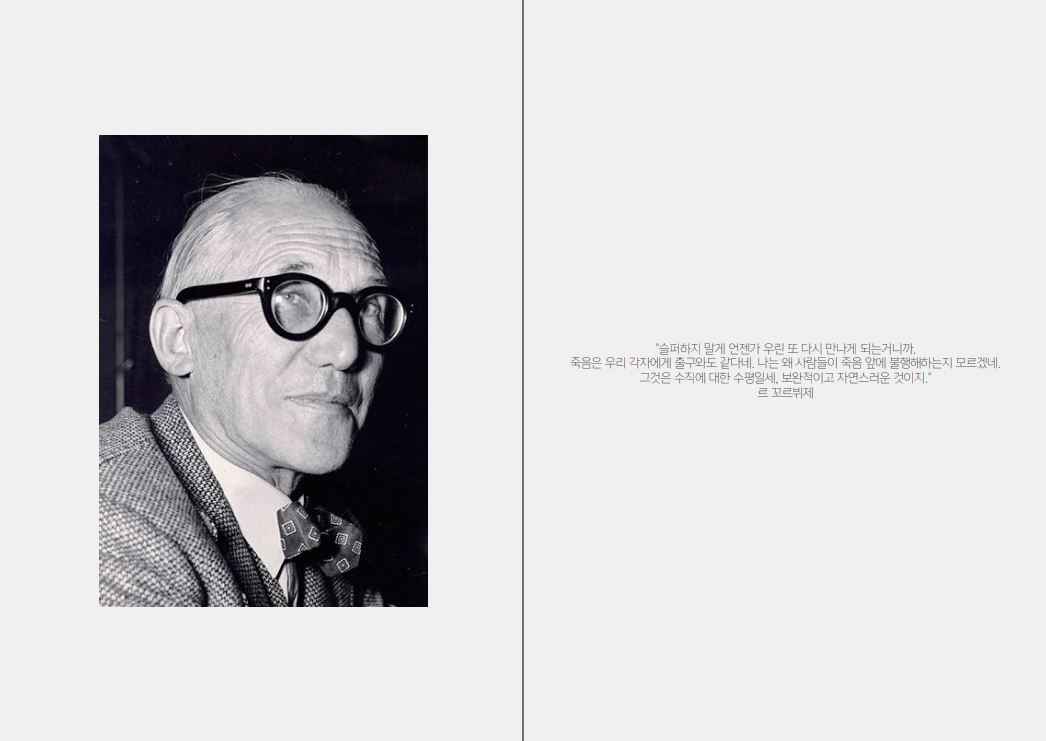 "슬퍼하지 말게 언젠가 우린 또 다시 만나게 되는거니까.
죽음은 우리 각자에게 출구와도 같다네. 나는 왜 사람들이 죽음 앞에 불행해하는지 모르겠네.
그것은 수직에 대한 수평일세, 보완적이고 자연스러운 것이지."
르 꼬르뷔제